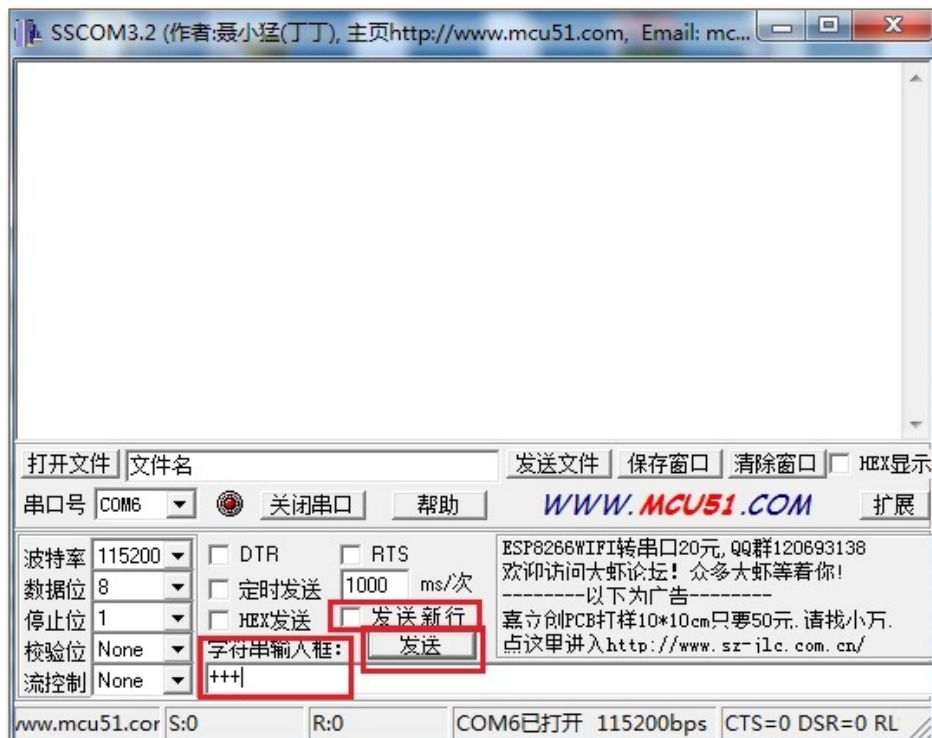 SSCOM3.2 (作者:聂小猛(丁丁), 主页http://www.mcu51.com, Email: mc...
打开文件 文件名 发送文件 保存窗口 清除窗口 HEX显示
串口号 COM6 关闭串口 帮助 WWW.MCU51.COM 扩展
波特率 115200 DTR RTS
数据位 8 定时发送 1000 ms/次
停止位 1 HEX发送 发送新行
校验位 None 字符串输入框: 发送
流控制 None +++
ESP8266WIFI转串口20元,QQ群120693138
欢迎访问大虾论坛! 众多大虾等着你!
--------以下为广告--------
嘉立创PCB打样10*10cm只要50元.请找小万.
点这里进入http://www.sz-jlc.com.cn/
www.mcu51.cor S:0 R:0 COM6已打开 115200bps CTS=0 DSR=0 RL